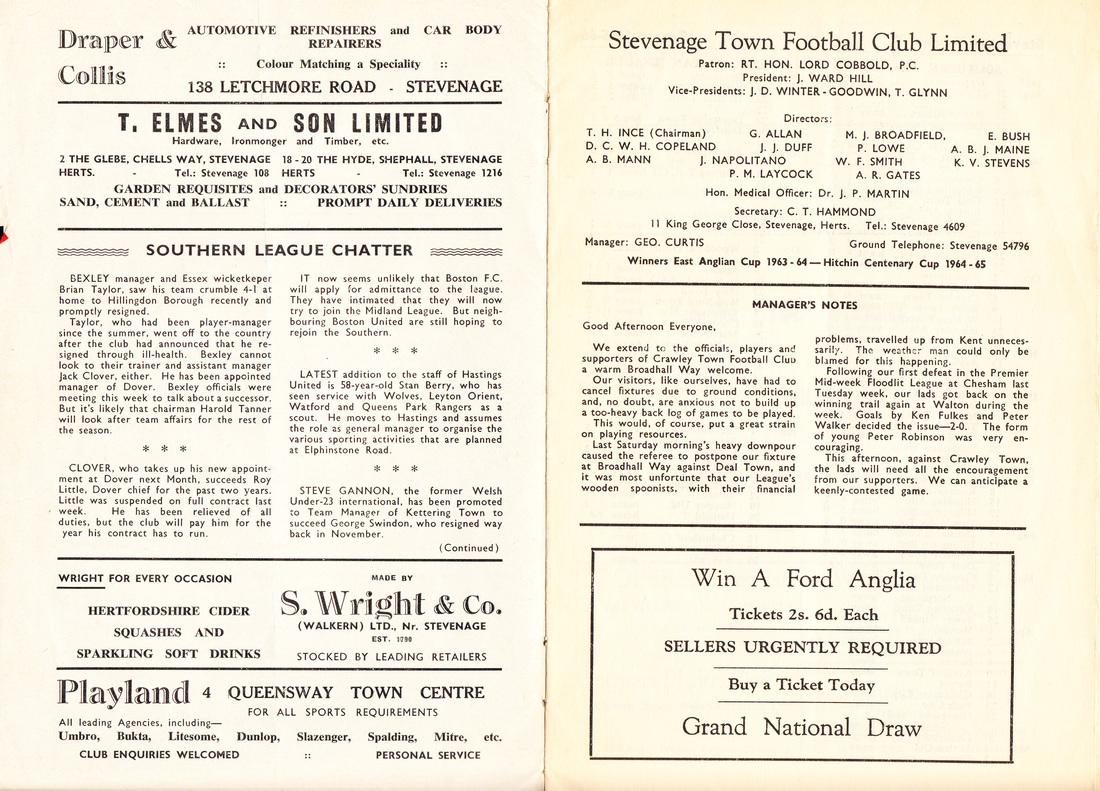 Draper & Collis
AUTOMOTIVE REFINISHERS and CAR BODY
REPAIRERS
:: Colour Matching a Speciality ::
138 LETCHMORE ROAD - STEVENAGE
T. ELMES AND SON LIMITED
Hardware, Ironmonger and Timber, etc.
2 THE GLEBE, CHELLS WAY, STEVENAGE 18-20 THE HYDE, SHEPHALL, STEVENAGE
HERTS. - Tel.: Stevenage 108 HERTS - Tel.: Stevenage 1216
GARDEN REQUISITES and DECORATORS' SUNDRIES
SAND, CEMENT and BALLAST :: PROMPT DAILY DELIVERIES
SOUTHERN LEAGUE CHATTER
BEXLEY manager and Essex wicketkeper
Brian Taylor, saw his team crumble 4-1 at
home to Hillingdon Borough recently and
promptly resigned.
Taylor, who had been player-manager
since the summer, went off to the country
after the club had announced that he re-
signed through ill-health. Bexley cannot
look to their trainer and assistant manager
Jack Clover, either. He has been appointed
manager of Dover. Bexley officials were
meeting this week to talk about a successor.
But it's likely that chairman Harold Tanner
will look after team affairs for the rest of
the season.
* * *
CLOVER, who takes up his new appoint-
ment at Dover next Month, succeeds Roy
Little, Dover chief for the past two years.
Little was suspended on full contract last
week. He has been relieved of all
duties, but the club will pay him for the
year his contract has to run.
IT now seems unlikely that Boston F.C.
will apply for admittance to the league.
They have intimated that they will now
try to join the Midland League. But neigh-
bouring Boston United are still hoping to
rejoin the Southern.
* * *
LATEST addition to the staff of Hastings
United is 58-year-old Stan Berry, who has
seen service with Wolves, Leyton Orient,
Watford and Queens Park Rangers as a
scout. He moves to Hastings and assumes
the role as general manager to organise the
various sporting activities that are planned
at Elphinstone Road.
* * *
STEVE GANNON, the former Welsh
Under-23 international, has been promoted
to Team Manager of Kettering Town to
succeed George Swindon, who resigned way
back in November.
(Continued)
WRIGHT FOR EVERY OCCASION
HERTFORDSHIRE CIDER
SQUASHES AND
SPARKLING SOFT DRINKS
MADE BY
S. Wright & Co.
(WALKERN) LTD., Nr. STEVENAGE
EST. 1790
STOCKED BY LEADING RETAILERS
Playland 4 QUEENSWAY TOWN CENTRE
FOR ALL SPORTS REQUIREMENTS
All leading Agencies, including—
Umbro, Bukta, Litesome, Dunlop, Slazenger, Spalding, Mitre, etc.
CLUB ENQUIRIES WELCOMED :: PERSONAL SERVICE
Stevenage Town Football Club Limited
Patron: RT. HON. LORD COBBOLD, P.C.
President: J. WARD HILL
Vice-Presidents: J. D. WINTER-GOODWIN, T. GLYNN
Directors:
T. H. INCE (Chairman) G. ALLAN M. J. BROADFIELD, E. BUSH
D. C. W. H. COPELAND J. J. DUFF P. LOWE A. B. J. MAINE
A. B. MANN J. NAPOLITANO W. F. SMITH K. V. STEVENS
P. M. LAYCOCK A. R. GATES
Hon. Medical Officer: Dr. J. P. MARTIN
Secretary: C. T. HAMMOND
11 King George Close, Stevenage, Herts. Tel.: Stevenage 4609
Manager: GEO. CURTIS Ground Telephone: Stevenage 54796
Winners East Anglian Cup 1963-64—Hitchin Centenary Cup 1964-65
MANAGER'S NOTES
Good Afternoon Everyone,
We extend to the officials, players and
supporters of Crawley Town Football Club
a warm Broadhall Way welcome.
Our visitors, like ourselves, have had to
cancel fixtures due to ground conditions,
and, no doubt, are anxious not to build up
a too-heavy back log of games to be played.
This would, of course, put a great strain
on playing resources.
Last Saturday morning's heavy downpour
caused the referee to postpone our fixture
at Broadhall Way against Deal Town, and
it was most unfortunte that our League's
wooden spoonists, with their financial
problems, travelled up from Kent unneces-
sarily. The weather man could only be
blamed for this happening.
Following our first defeat in the Premier
Mid-week Floodlit League at Chesham last
Tuesday week, our lads got back on the
winning trail again at Walton during the
week. Goals by Ken Fulkes and Peter
Walker decided the issue—2-0. The form
of young Peter Robinson was very en-
couraging.
This afternoon, against Crawley Town,
the lads will need all the encouragement
from our supporters. We can anticipate a
keenly-contested game.
Win A Ford Anglia
Tickets 2s. 6d. Each
SELLERS URGENTLY REQUIRED
Buy a Ticket Today
Grand National Draw